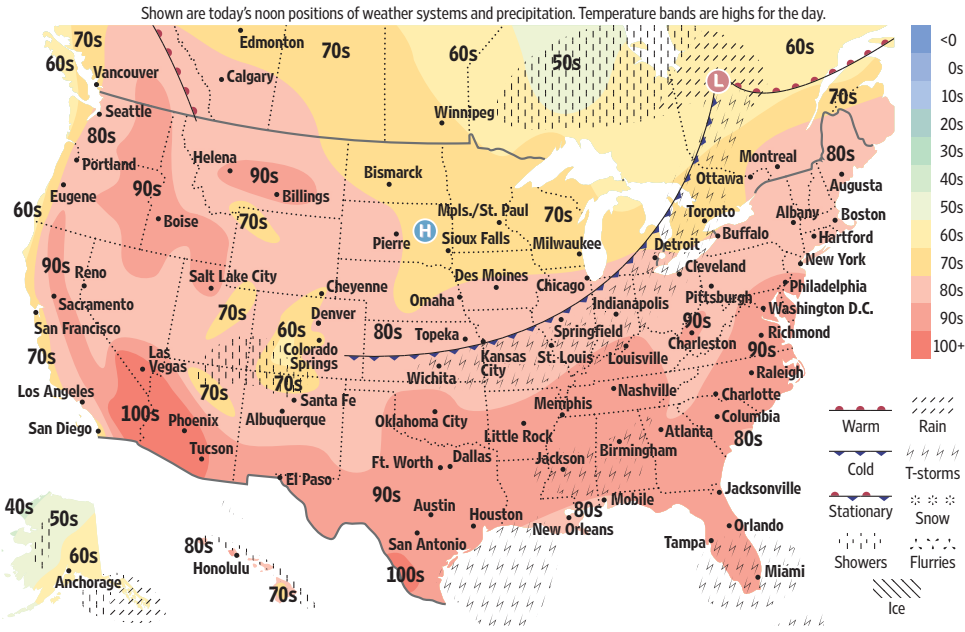 Shown are today's noon positions of weather systems and precipitation. Temperature bands are highs for the day.
70s
Edmonton
70s
60s
50s
60s
<0
60s
Vancouver
Calgary
L
0s
10s
70s
Seattle
Winnipeg
20s
80s
Montreal
30s
Portland
Helena
Bismarck
Ottawa
80s
40s
90s
90s
Billings
Augusta
50s
Eugene
60s
60s
Boise
70s
Mpls./St. Paul
70s
Toronto
Albany
Boston
70s
Pierre
H
Sioux Falls
Milwaukee
Detroit
Buffalo
Hartford
80s
90s
Reno
Salt Lake City
Des Moines
Chicago
Cleveland
New York
90s
Sacramento
Cheyenne
Omaha
Indianapolis
Pittsburgh
Philadelphia
100+
San Francisco
70s
Denver
60s
80s
Topeka
Springfield
90s
Washington D.C.
70s
Las
Vegas
Colorado
Springs
Kansas
City
St. Louis
Louisville
Charleston
Richmond
90s
Wichita
Raleigh
Los Angeles
70s
70s
Santa Fe
Nashville
Charlotte
100s
Phoenix
Albuquerque
Oklahoma City
Memphis
Columbia
San Diego
Little Rock
Atlanta
80s
Warm
Rain
Tucson
Ft. Worth
Dallas
Jackson
Birmingham
Cold
T-storms
El Paso
90s
Austin
Houston
Mobile
Jacksonville
Stationary
Snow
40s
50s
80s
New Orleans
Orlando
60s
80s
San Antonio
Tampa
Showers
Flurries
Anchorage
Honolulu
100s
Miami
70s
Ice